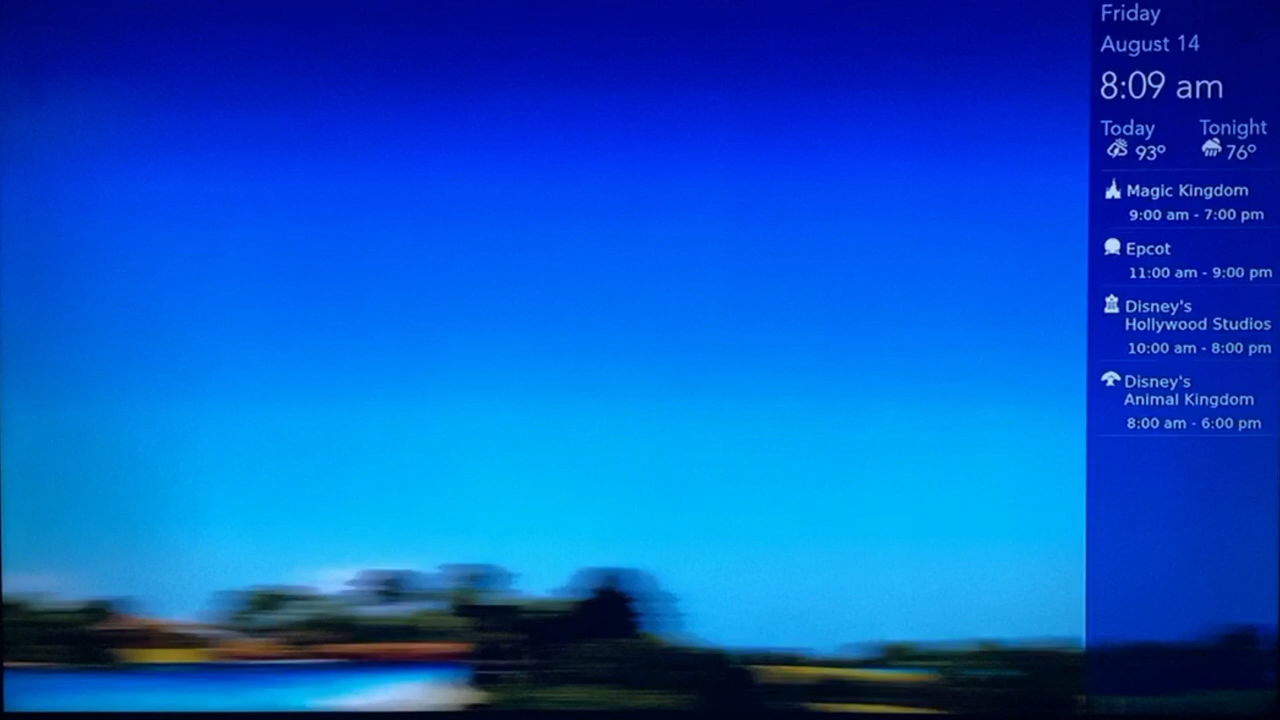 Friday
August 14
8:09 am
Today Tonight
93° 76°
Magic Kingdom
9:00 am - 7:00 pm
Epcot
11:00 am - 9:00 pm
Disney's
Hollywood Studios
10:00 am - 8:00 pm
Disney's
Animal Kingdom
8:00 am - 6:00 pm